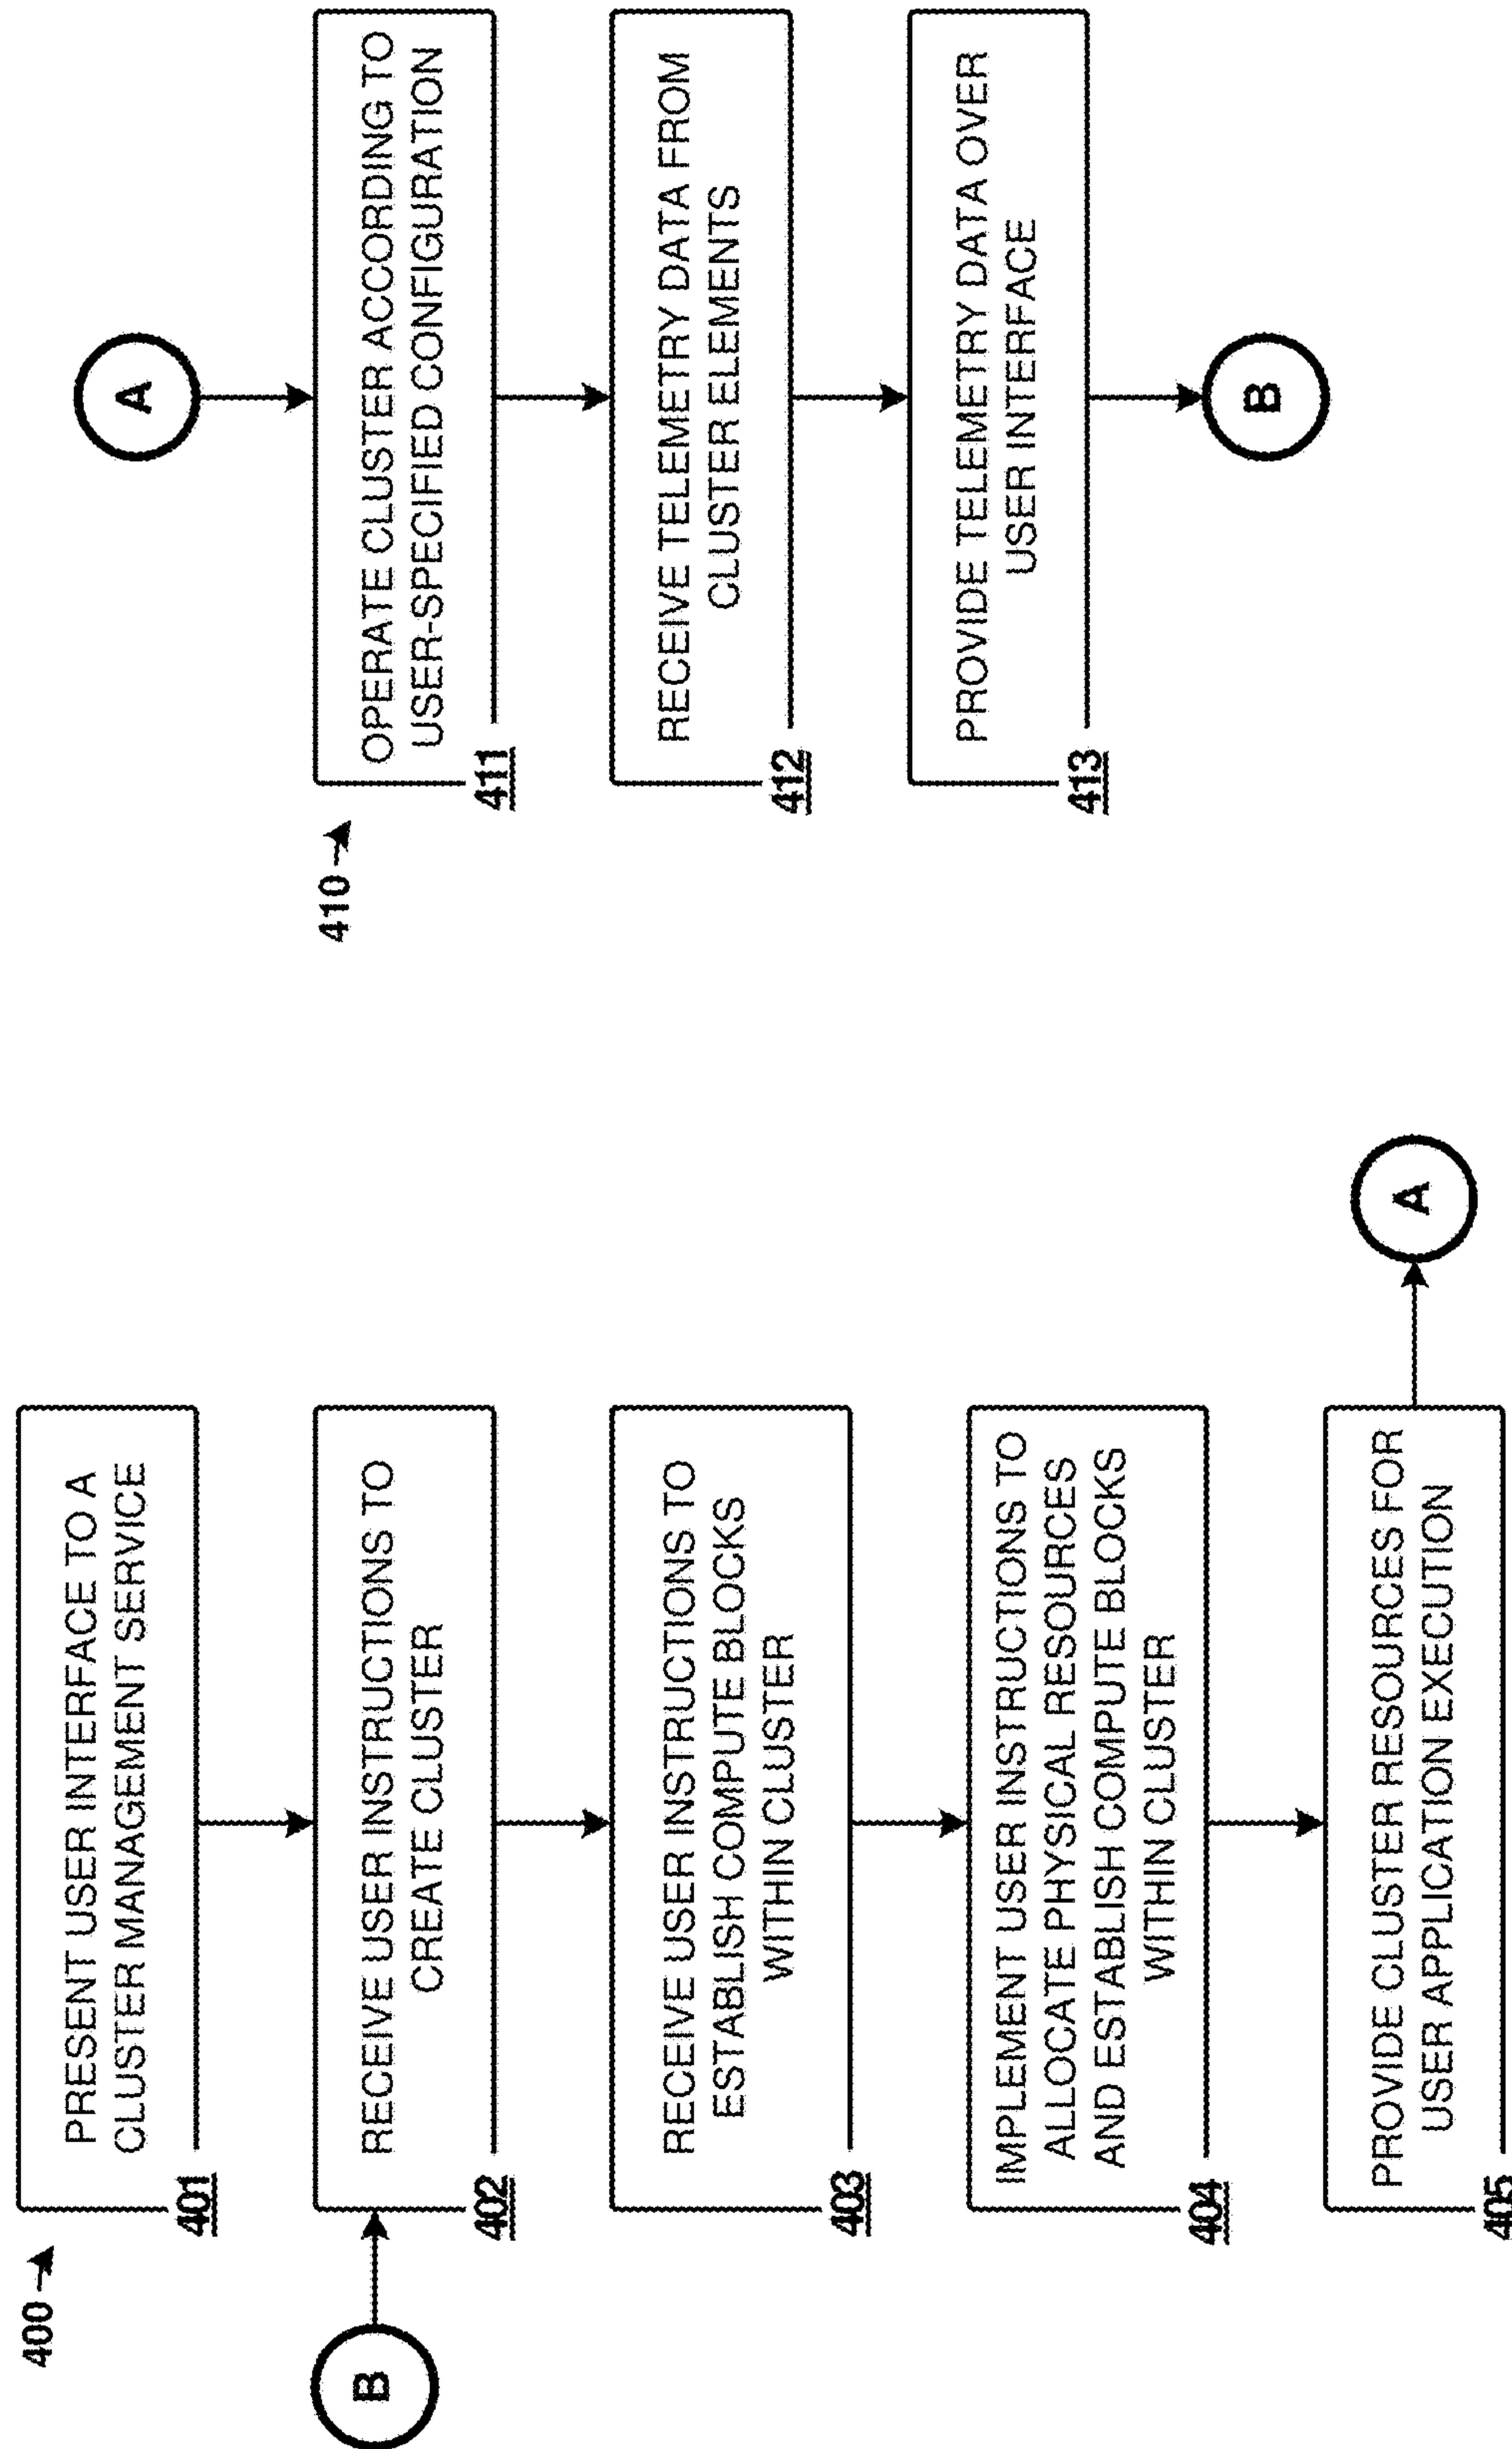 400
PRESENT USER INTERFACE TO A
CLUSTER MANAGEMENT SERVICE
401
B
RECEIVE USER INSTRUCTIONS TO
CREATE CLUSTER
402
RECEIVE USER INSTRUCTIONS TO
ESTABLISH COMPUTE BLOCKS
WITHIN CLUSTER
403
IMPLEMENT USER INSTRUCTIONS TO
ALLOCATE PHYSICAL RESOURCES
AND ESTABLISH COMPUTE BLOCKS
WITHIN CLUSTER
404
PROVIDE CLUSTER RESOURCES FOR
USER APPLICATION EXECUTION
405
A
410
A
OPERATE CLUSTER ACCORDING TO
USER-SPECIFIED CONFIGURATION
411
RECEIVE TELEMETRY DATA FROM
CLUSTER ELEMENTS
412
PROVIDE TELEMETRY DATA OVER
USER INTERFACE
413
B